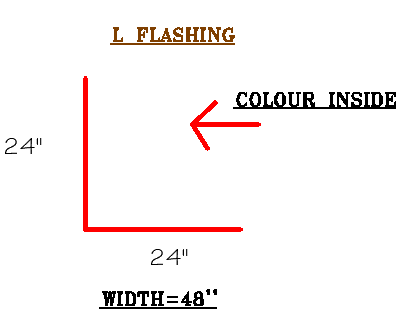 L FLASHING
COLOUR INSIDE
24"
24"
WIDTH=48"